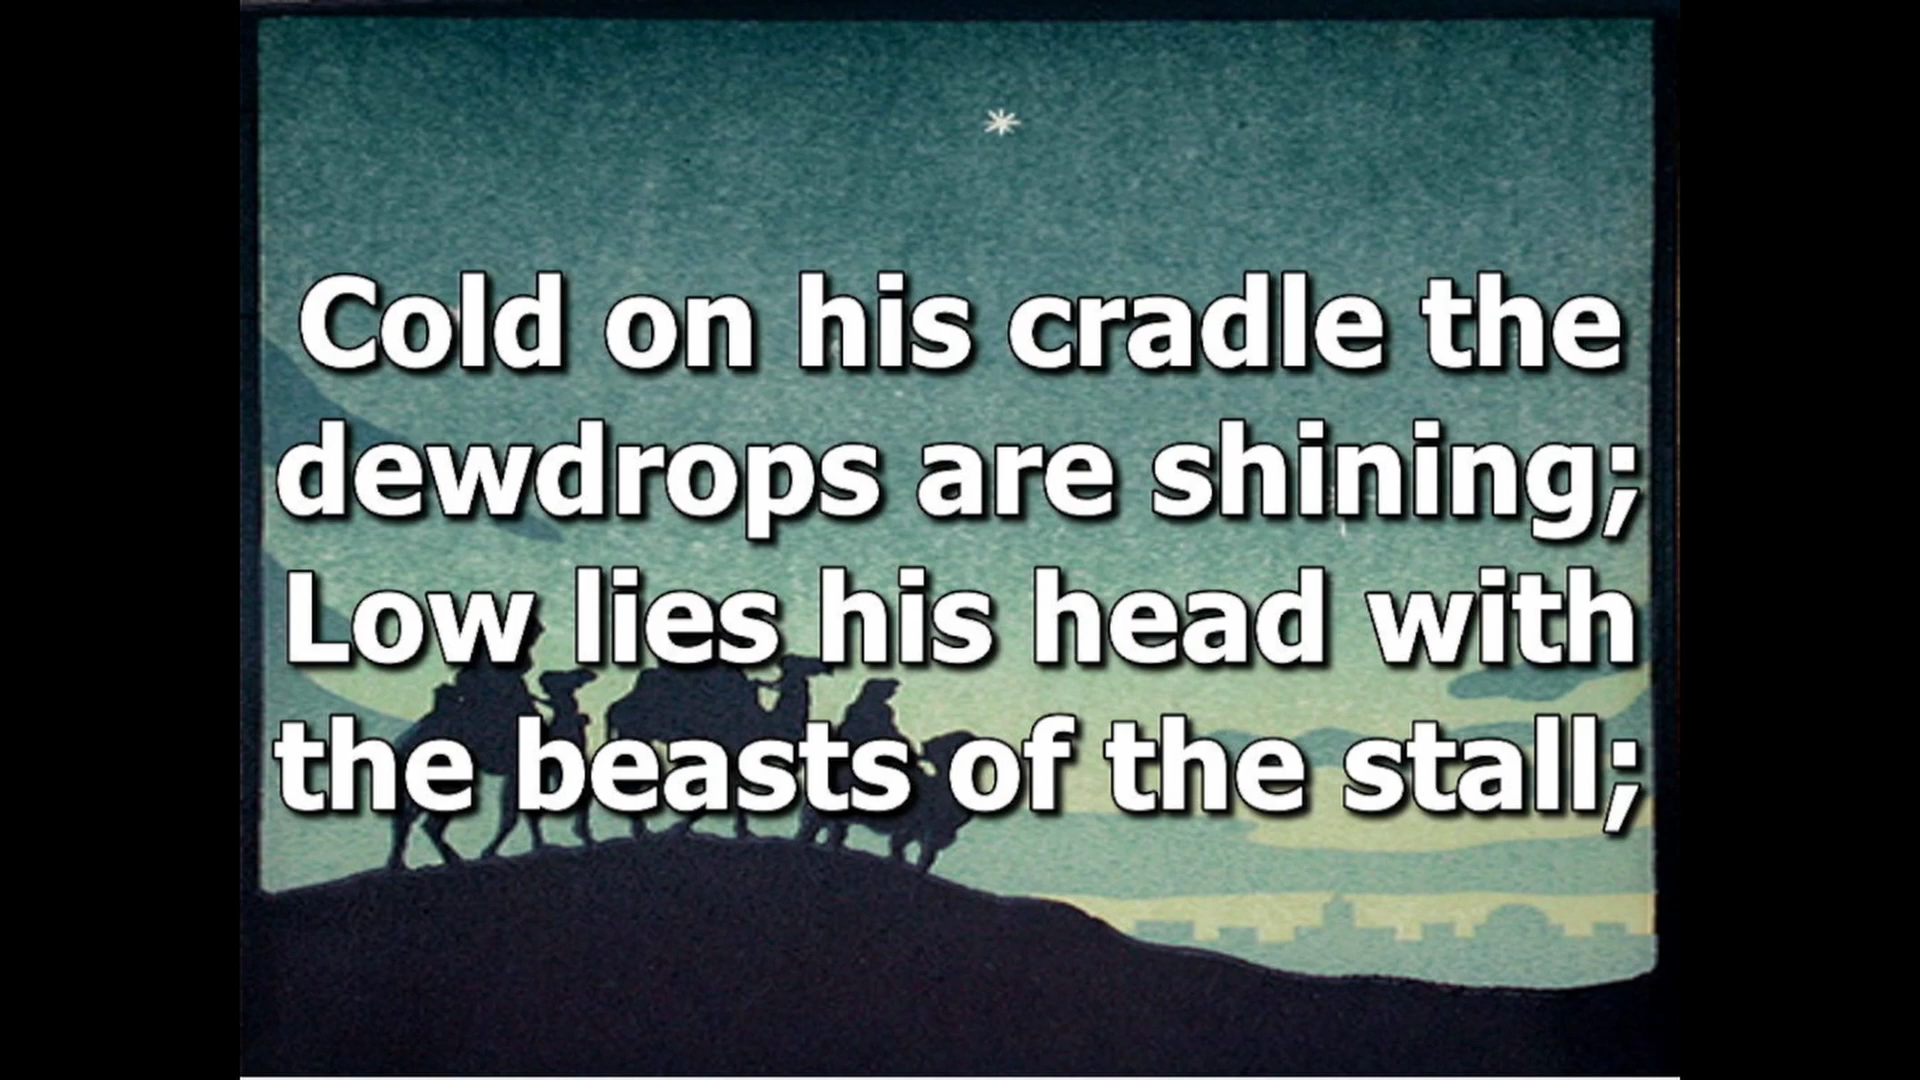 Cold on his cradle the
dewdrops are shining;
Low lies his head with
the beasts of the stall;